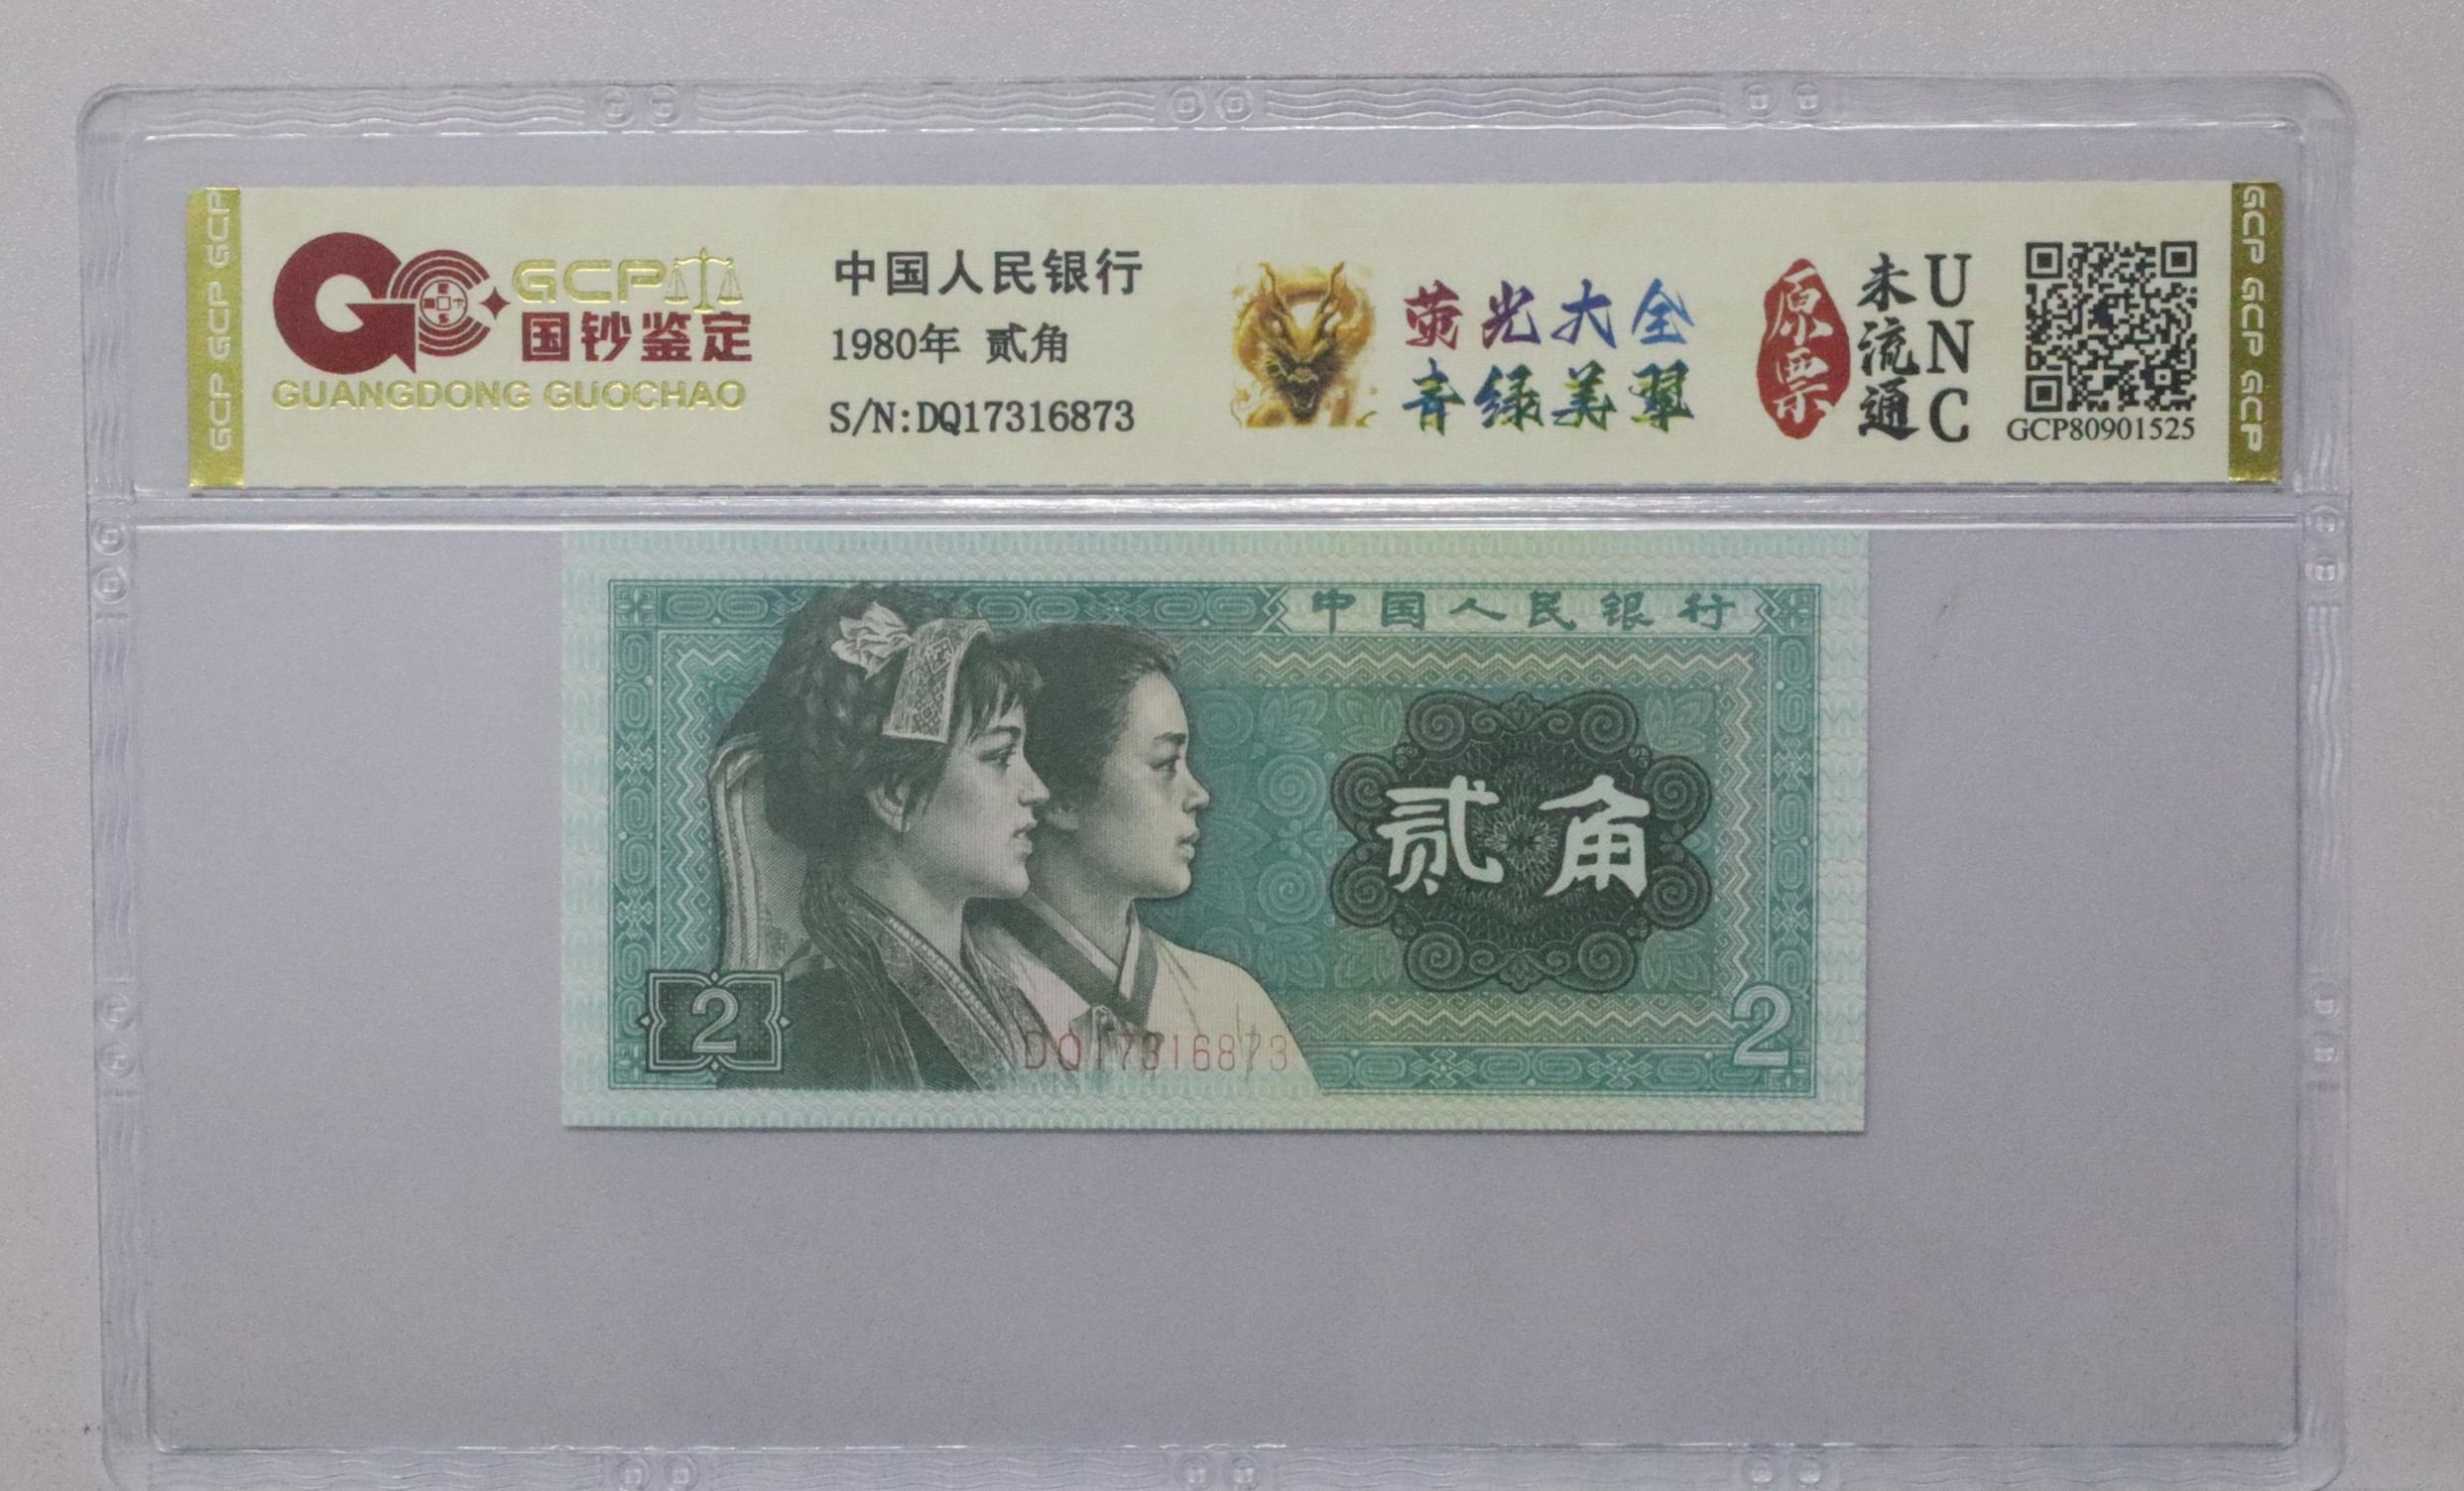 GCP GCP GCP
GCP
国钞鉴定
GUANGDONG GUOCHAO
中国人民银行
1980年 贰角
S/N:DQ17316873
荧光大全
青绿美翠
原票
未流通
UNC
GCP80901525
GCP GCP GCP GCP
中国人民银行
贰角
2
DQ17316873
2